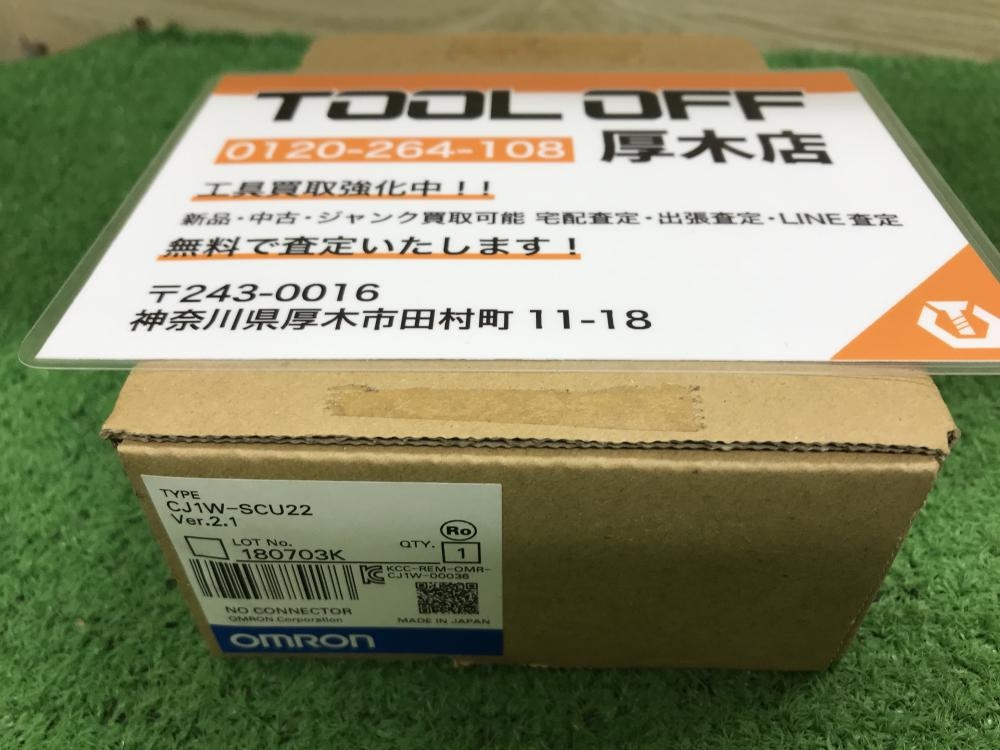 TOOL OFF
0120-264-108 厚木店
工具買取強化中！！
新品・中古・ジャンク買取可能 宅配査定・出張査定・LINE査定
無料で査定いたします！
〒243-0016
神奈川県厚木市田村町 11-18
TYPE
CJ1W-SCU22
Ver.2.1
Ro
LOT No.
180703K
QTY.
1
KCC-REM-OMR-
CJ1W-00036
NO CONNECTOR
OMRON Corporation
MADE IN JAPAN
OMRON